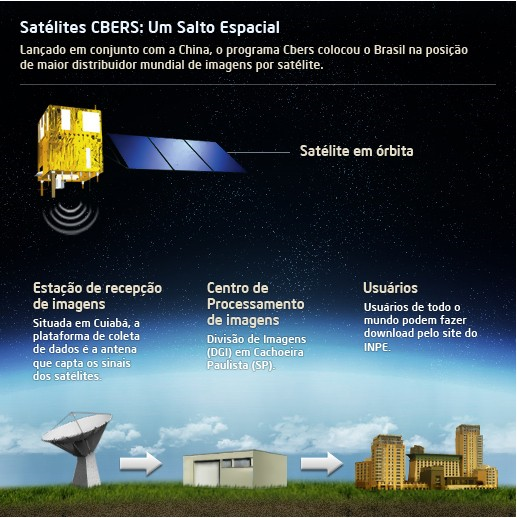 Satélites CBERS: Um Salto Espacial
Lançado em conjunto com a China, o programa Cbers colocou o Brasil na posição
de maior distribuidor mundial de imagens por satélite.
Satélite em órbita
Estação de recepção
de imagens
Situada em Cuiabá, a
plataforma de coleta
de dados é a antena
que capta os sinais
dos satélites.
Centro de
Processamento
de imagens
Divisão de Imagens
(DGI) em Cachoeira
Paulista (SP).
Usuários
Usuários de todo o
mundo podem fazer
download pelo site do
INPE.